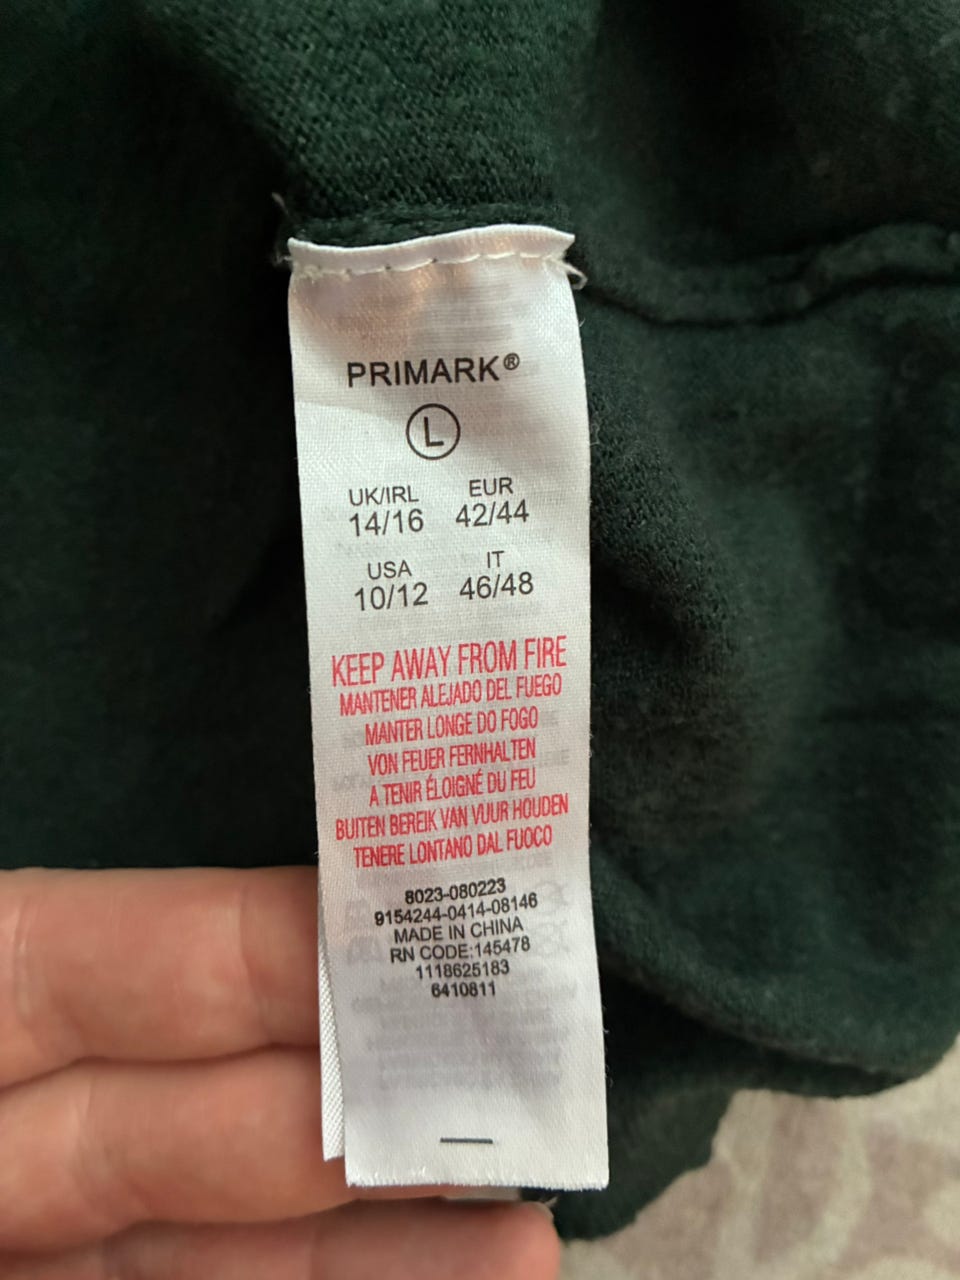 PRIMARK®
L
UK/IRL EUR
14/16 42/44
USA IT
10/12 46/48
KEEP AWAY FROM FIRE
MANTENER ALEJADO DEL FUEGO
MANTER LONGE DO FOGO
VON FEUER FERNHALTEN
A TENIR ÉLOIGNÉ DU FEU
BUITEN BEREIK VAN VUUR HOUDEN
TENERE LONTANO DAL FUOCO
8023-080223
9154244-0414-08146
MADE IN CHINA
RN CODE:145478
1118625183
6410811